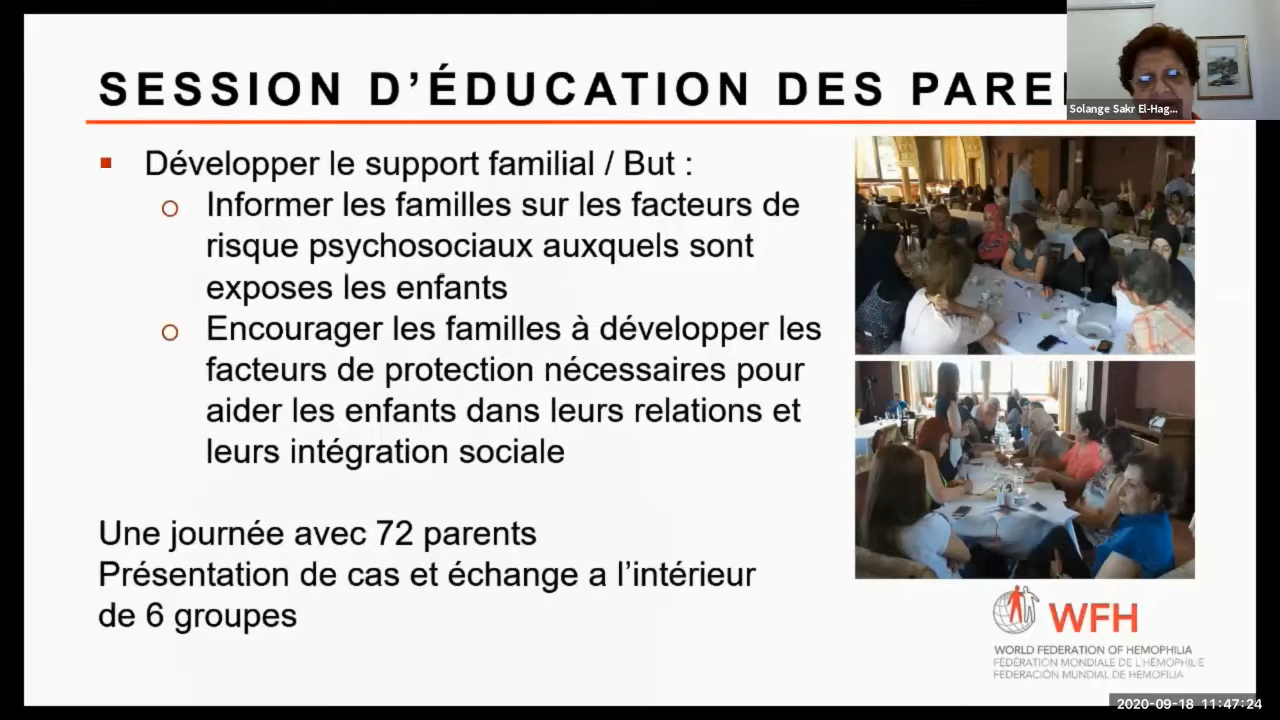 SESSION D'ÉDUCATION DES
Solange Sakr El-Hag...
Développer le support familial / But :
Informer les familles sur les facteurs de
risque psychosociaux auxquels sont
exposes les enfants
Encourager les familles à développer les
facteurs de protection nécessaires pour
aider les enfants dans leurs relations et
leurs intégration sociale
Une journée avec 72 parents
Présentation de cas et échange a l'intérieur
de 6 groupes
WFH
WORLD FEDERATION OF HEMOPHILIA
FÉDÉRATION MONDIALE DE L'HÉMOPHILIE
FEDERACIÓN MUNDIAL DE HEMOFILIA
2020-09-18 11:47:24